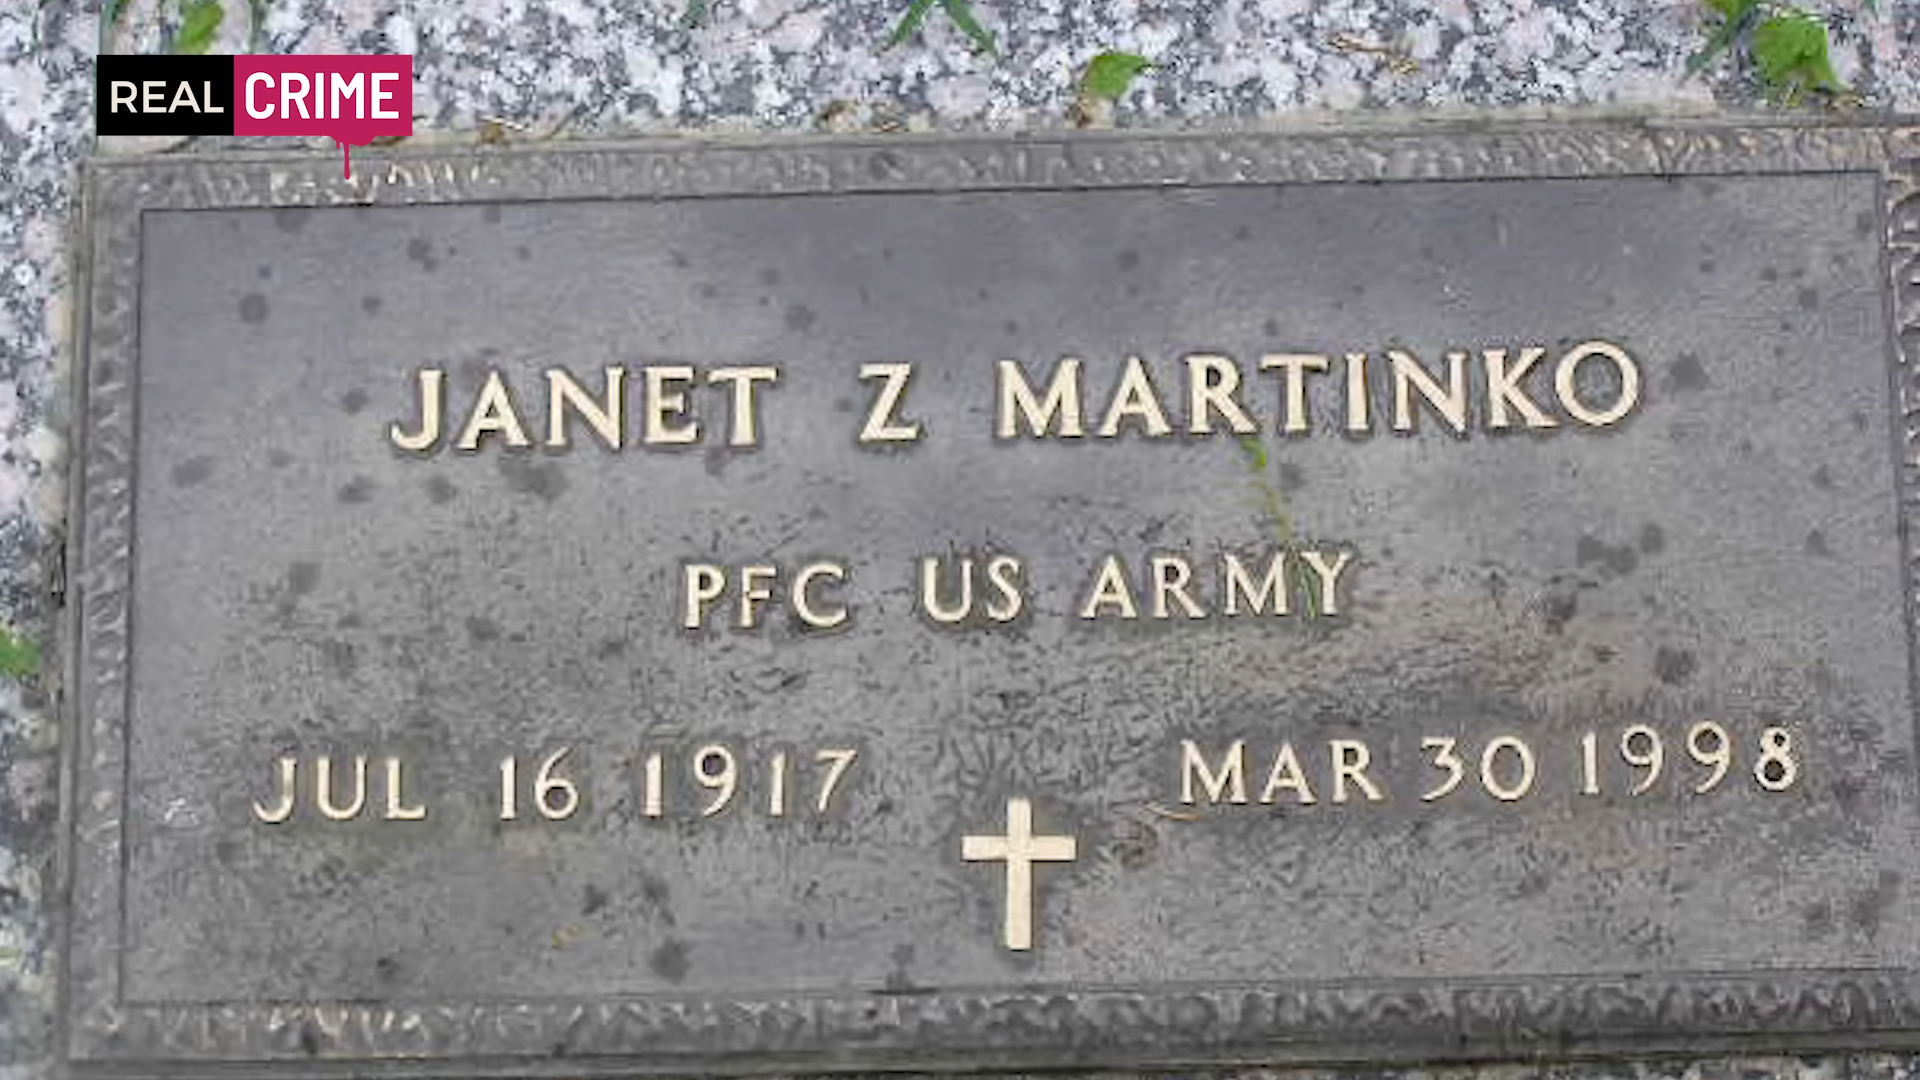 REAL CRIME
JANET Z MARTINKO
PFC US ARMY
JUL 16 1917 MAR 30 1998